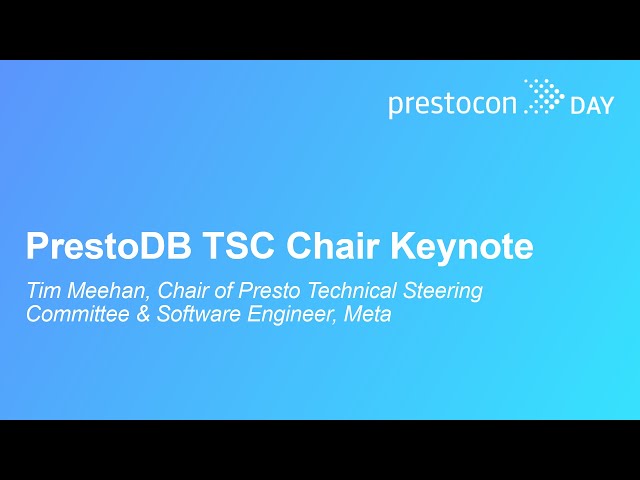 prestocon DAY
PrestoDB TSC Chair Keynote
Tim Meehan, Chair of Presto Technical Steering
Committee & Software Engineer, Meta